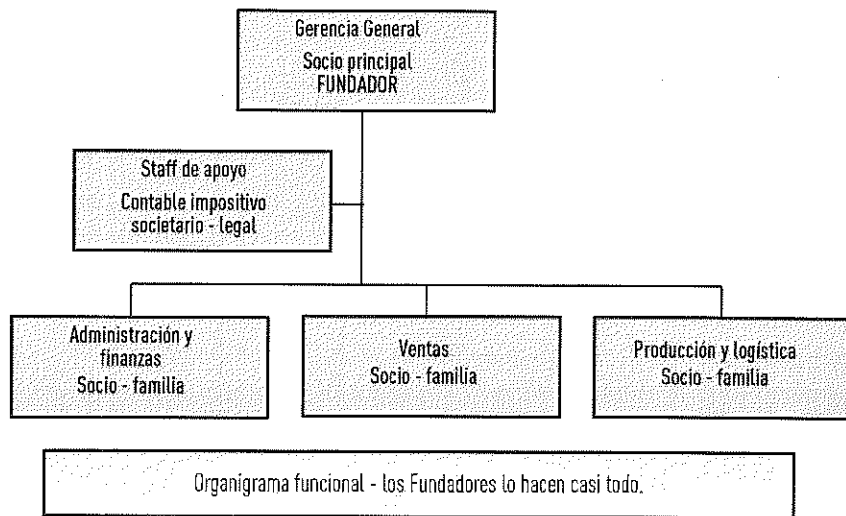 Gerencia General
Socio principal
FUNDADOR
Staff de apoyo
Contable impositivo
societario - legal
Administración y
finanzas
Socio - familia
Ventas
Socio - familia
Producción y logística
Socio - familia
Organigrama funcional - los Fundadores lo hacen casi todo.